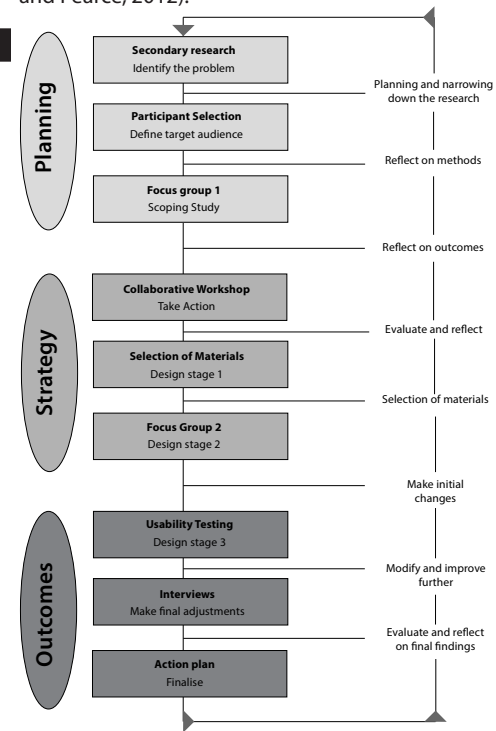 and Pearce, 2012).
Planning
Secondary research
Identify the problem
Planning and narrowing
down the research
Participant Selection
Define target audience
Reflect on methods
Focus group 1
Scoping Study
Reflect on outcomes
Strategy
Collaborative Workshop
Take Action
Evaluate and reflect
Selection of Materials
Design stage 1
Selection of materials
Focus Group 2
Design stage 2
Make initial
changes
Outcomes
Usability Testing
Design stage 3
Modify and improve
further
Interviews
Make final adjustments
Evaluate and reflect
on final findings
Action plan
Finalise